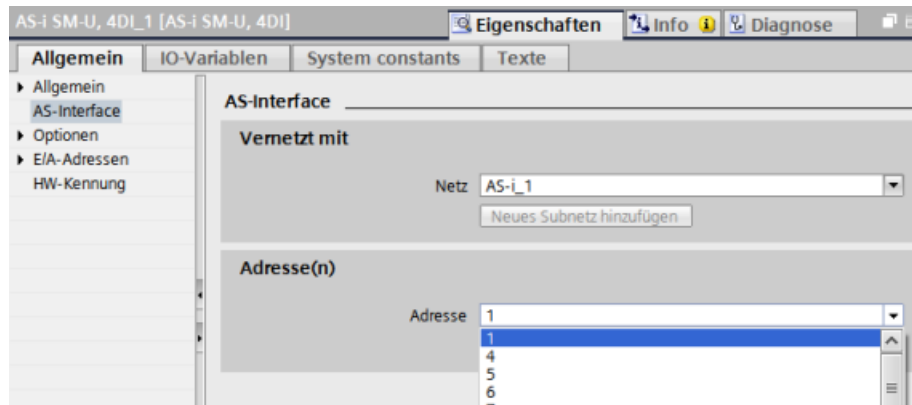 AS-i SM-U, 4DI_1 [AS-i SM-U, 4DI]
Eigenschaften
Info
Diagnose
Allgemein
IO-Variablen
System constants
Texte
Allgemein
AS-Interface
Optionen
E/A-Adressen
HW-Kennung
AS-Interface
Vernetzt mit
Netz AS-i_1
Neues Subnetz hinzufügen
Adresse(n)
Adresse 1
1
4
5
6